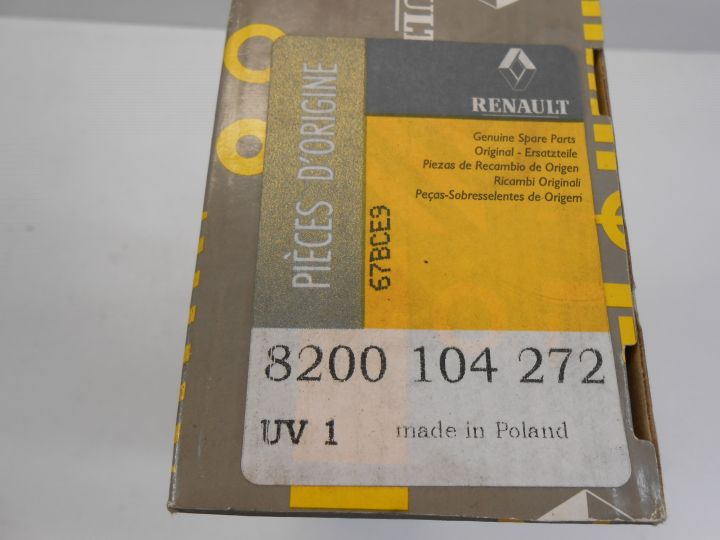 RENAULT
PIÈCES D'ORIGINE
Genuine Spare Parts
Original - Ersatzteile
Piezas de Recambio de Origen
Ricambi Originali
Peças-Sobresselentes de Origem
67BCE9
8200 104 272
UV 1 made in Poland